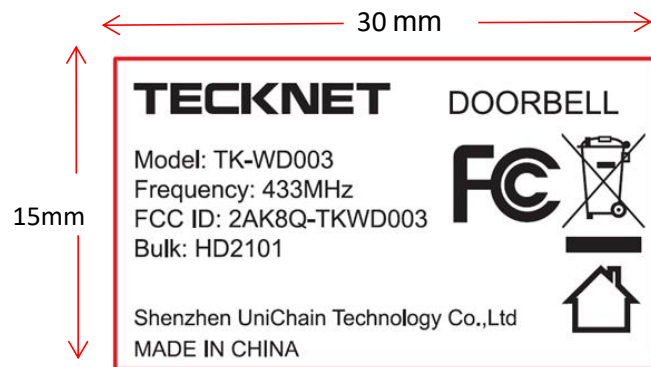 30 mm
TECKNET DOORBELL
Model: TK-WD003
Frequency: 433MHz
FCC ID: 2AK8Q-TKWD003
Bulk: HD2101
FC
15mm
Shenzhen UniChain Technology Co.,Ltd
MADE IN CHINA